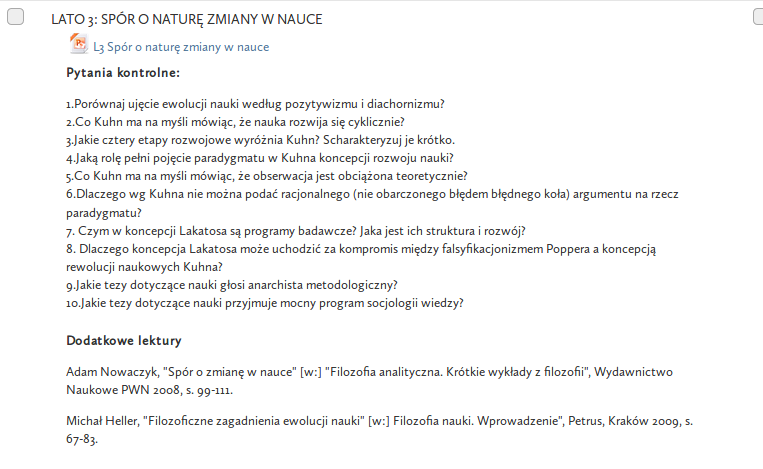 LATO 3: SPÓR O NATURĘ ZMIANY W NAUCE
L3 Spór o naturę zmiany w nauce
Pytania kontrolne:
1.Porównaj ujęcie ewolucji nauki według pozytywizmu i diachornizmu?
2.Co Kuhn ma na myśli mówiąc, że nauka rozwija się cyklicznie?
3.Jakie cztery etapy rozwojowe wyróżnia Kuhn? Scharakteryzuj je krótko.
4.Jaką rolę pełni pojęcie paradygmatu w Kuhna koncepcji rozwoju nauki?
5.Co Kuhn ma na myśli mówiąc, że obserwacja jest obciążona teoretycznie?
6.Dlaczego wg Kuhna nie można podać racjonalnego (nie obarczonego błędem błędnego koła) argumentu na rzecz
paradygmatu?
7. Czym w koncepcji Lakatosa są programy badawcze? Jaka jest ich struktura i rozwój?
8. Dlaczego koncepcja Lakatosa może uchodzić za kompromis między falsyfikacjonizmem Poppera a koncepcją
rewolucji naukowych Kuhna?
9.Jakie tezy dotyczące nauki głosi anarchista metodologiczny?
10.Jakie tezy dotyczące nauki przyjmuje mocny program socjologii wiedzy?
Dodatkowe lektury
Adam Nowaczyk, "Spór o zmianę w nauce" [w:] "Filozofia analityczna. Krótkie wykłady z filozofii", Wydawnictwo
Naukowe PWN 2008, s. 99-111.
Michał Heller, "Filozoficzne zagadnienia ewolucji nauki" [w:] Filozofia nauki. Wprowadzenie", Petrus, Kraków 2009, s.
67-83.